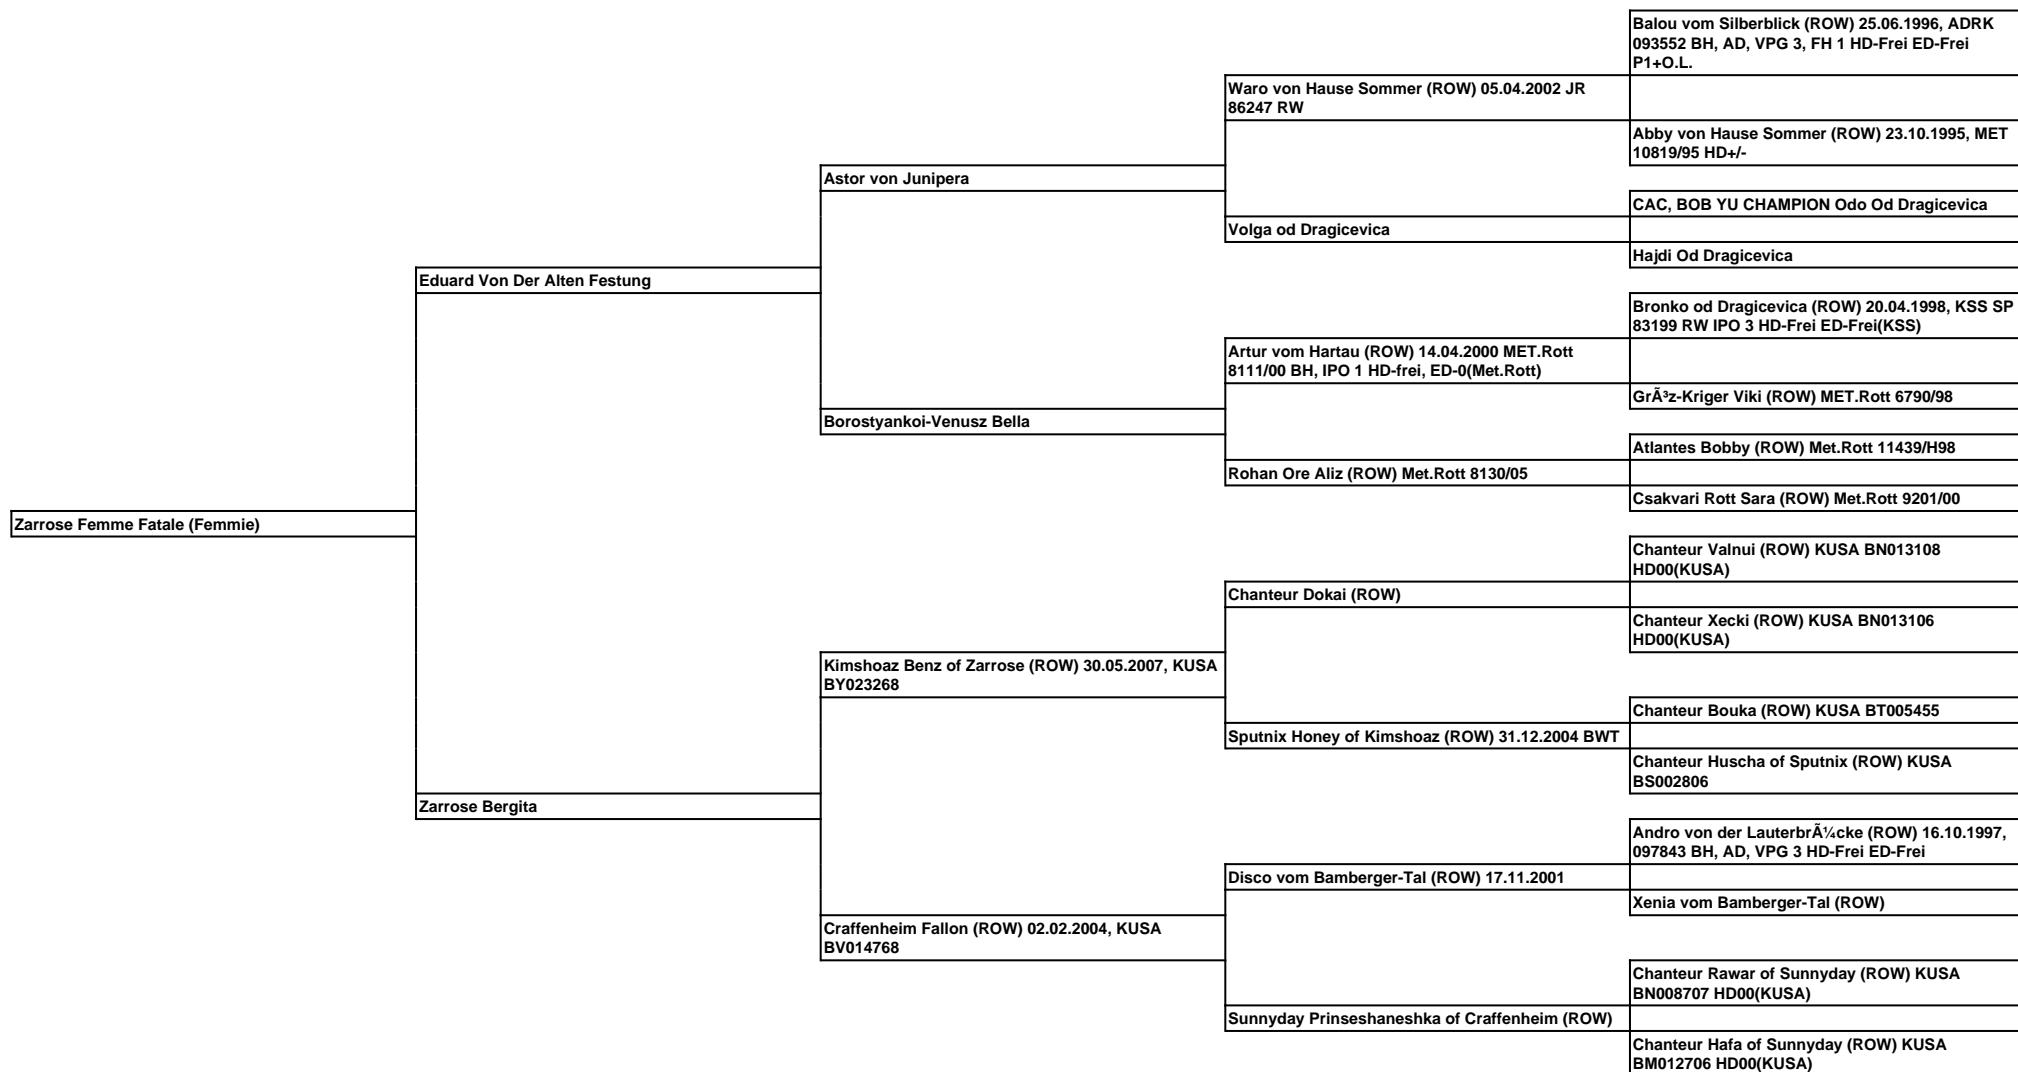 Balou vom Silberblick (ROW) 25.06.1996, ADRK
093552 BH, AD, VPG 3, FH 1 HD-Frei ED-Frei
P1+O.L.
Waro von Hause Sommer (ROW) 05.04.2002 JR
86247 RW
Abby von Hause Sommer (ROW) 23.10.1995, MET
10819/95 HD+/-
Astor von Junipera
CAC, BOB YU CHAMPION Odo Od Dragicevica
Volga od Dragicevica
Hajdi Od Dragicevica
Eduard Von Der Alten Festung
Bronko od Dragicevica (ROW) 20.04.1998, KSS SP
83199 RW IPO 3 HD-Frei ED-Frei(KSS)
Artur vom Hartau (ROW) 14.04.2000 MET.Rott
8111/00 BH, IPO 1 HD-frei, ED-0(Met.Rott)
GrÃ³z-Kriger Viki (ROW) MET.Rott 6790/98
Borostyankoi-Venusz Bella
Atlantes Bobby (ROW) Met.Rott 11439/H98
Rohan Ore Aliz (ROW) Met.Rott 8130/05
Csakvari Rott Sara (ROW) Met.Rott 9201/00
Zarrose Femme Fatale (Femmie)
Chanteur Valnui (ROW) KUSA BN013108
HD00(KUSA)
Chanteur Dokai (ROW)
Chanteur Xecki (ROW) KUSA BN013106
HD00(KUSA)
Kimshoaz Benz of Zarrose (ROW) 30.05.2007, KUSA
BY023268
Chanteur Bouka (ROW) KUSA BT005455
Sputnix Honey of Kimshoaz (ROW) 31.12.2004 BWT
Chanteur Huscha of Sputnix (ROW) KUSA
BS002806
Zarrose Bergita
Andro von der LauterbrÃ¼cke (ROW) 16.10.1997,
097843 BH, AD, VPG 3 HD-Frei ED-Frei
Disco vom Bamberger-Tal (ROW) 17.11.2001
Xenia vom Bamberger-Tal (ROW)
Craffenheim Fallon (ROW) 02.02.2004, KUSA
BV014768
Chanteur Rawar of Sunnyday (ROW) KUSA
BN008707 HD00(KUSA)
Sunnyday Prinseshaneshka of Craffenheim (ROW)
Chanteur Hafa of Sunnyday (ROW) KUSA
BM012706 HD00(KUSA)